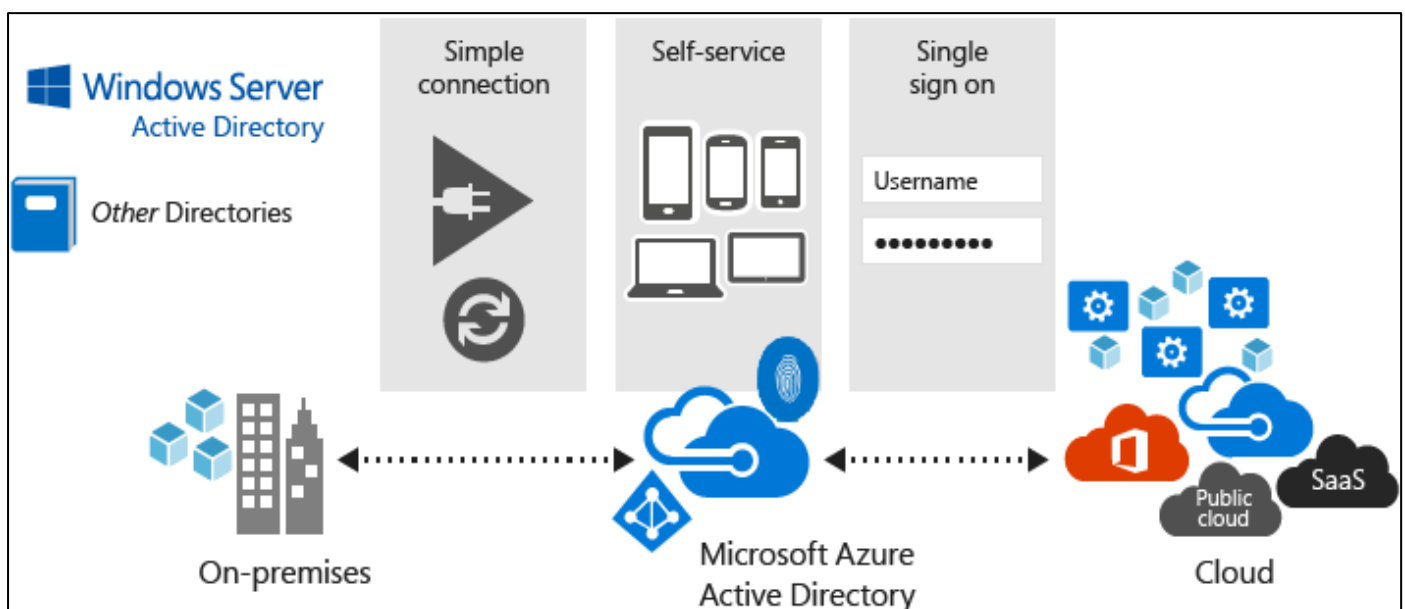 Windows Server
Active Directory
Other Directories
Simple
connection
Self-service
Single
sign on
Username
•••••••••
On-premises
Microsoft Azure
Active Directory
Public
cloud
SaaS
Cloud